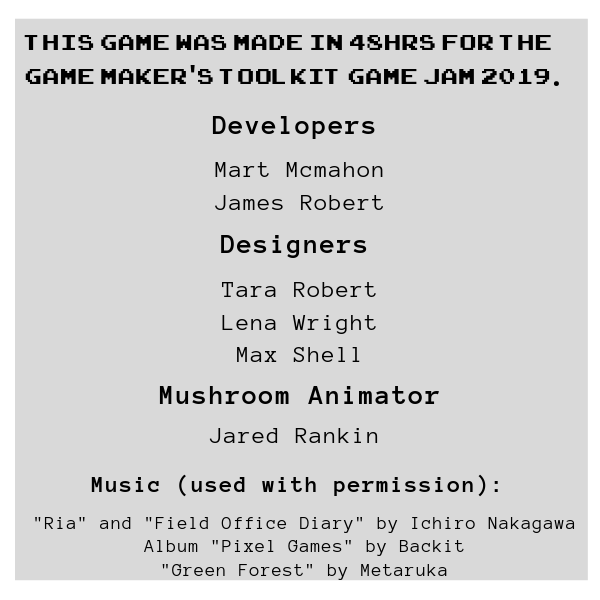 THIS GAME WAS MADE IN 48HRS FOR THE
GAME MAKER'S TOOLKIT GAME JAM 2019.
Developers
Mart Mcmahon
James Robert
Designers
Tara Robert
Lena Wright
Max Shell
Mushroom Animator
Jared Rankin
Music (used with permission):
"Ria" and "Field Office Diary" by Ichiro Nakagawa
Album "Pixel Games" by Backit
"Green Forest" by Metaruka